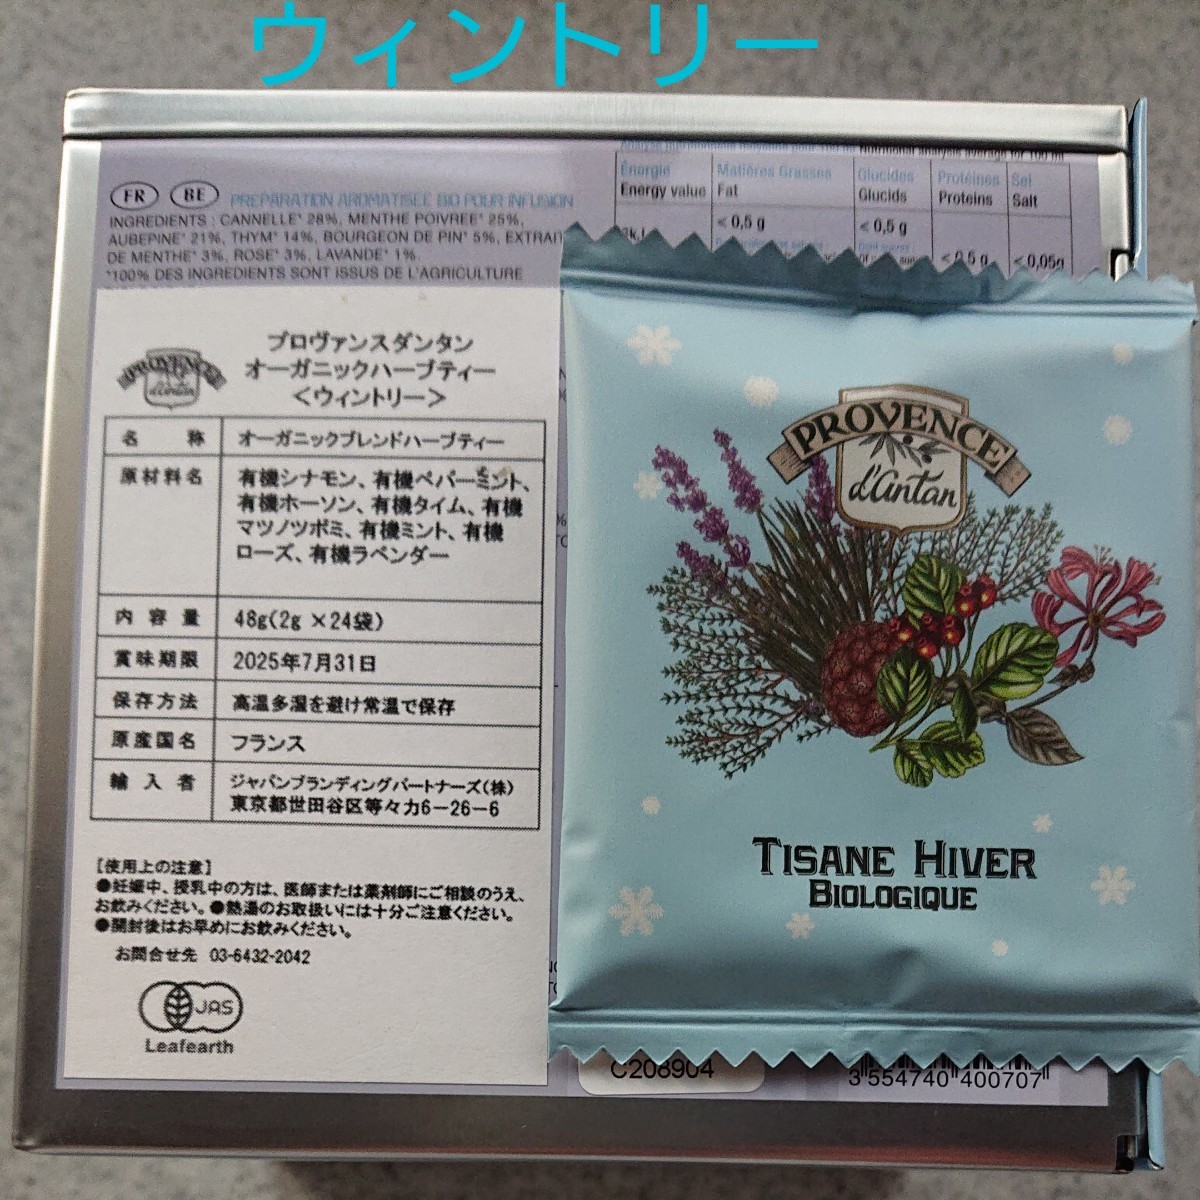 ウィントリー
FR BE PREPARATION AROMATISEE BIO POUR INFUSION
INGREDIENTS : CANNELLE* 28%, MENTHE POIVREE* 25%,
AUBEPINE* 21%, THYM* 14%, BOURGEON DE PIN* 5%, EXTRAIT
DE MENTHE* 3%, ROSE* 3%, LAVANDE* 1%.
*100% DES INGREDIENTS SONT ISSUS DE L'AGRICULTURE
Énergie Matières Grasses Glucides Protéines Sel
Energy value Fat Glucids Proteins Salt
< 0,5 g < 0,5 g
< 0,5 g < 0,05g
PROVENCE
d'antan
プロヴァンスダンタン
オーガニックハーブティー
＜ウィントリー＞
名称 オーガニックブレンドハーブティー
原材料名 有機シナモン、有機ペパーミント、
有機ホーソン、有機タイム、有機
マツノツボミ、有機ミント、有機
ローズ、有機ラベンダー
内容量 48g(2g ×24袋)
賞味期限 2025年7月31日
保存方法 高温多湿を避け常温で保存
原産国名 フランス
輸入者 ジャパンブランディングパートナーズ(株)
東京都世田谷区等々力6－26－6
【使用上の注意】
●妊娠中、授乳中の方は、医師または薬剤師にご相談のうえ、
お飲みください。●熱湯のお取扱いには十分ご注意ください。
●開封後はお早めにお飲みください。
お問合せ先 03-6432-2042
JAS
Leafearth
PROVENCE
d'antan
TISANE HIVER
BIOLOGIQUE
C208904
3 554740 400707